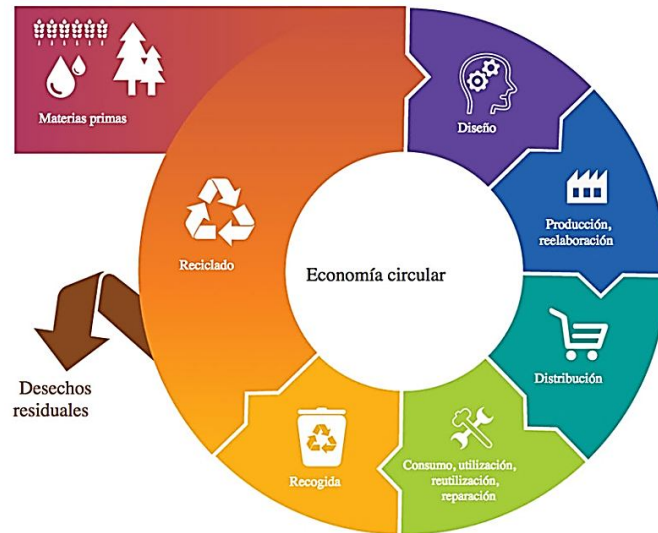 Materias primas
Diseño
Producción,
reelaboración
Reciclado
Economía circular
Distribución
Desechos
residuales
Recogida
Consumo, utilización,
reutilización,
reparación